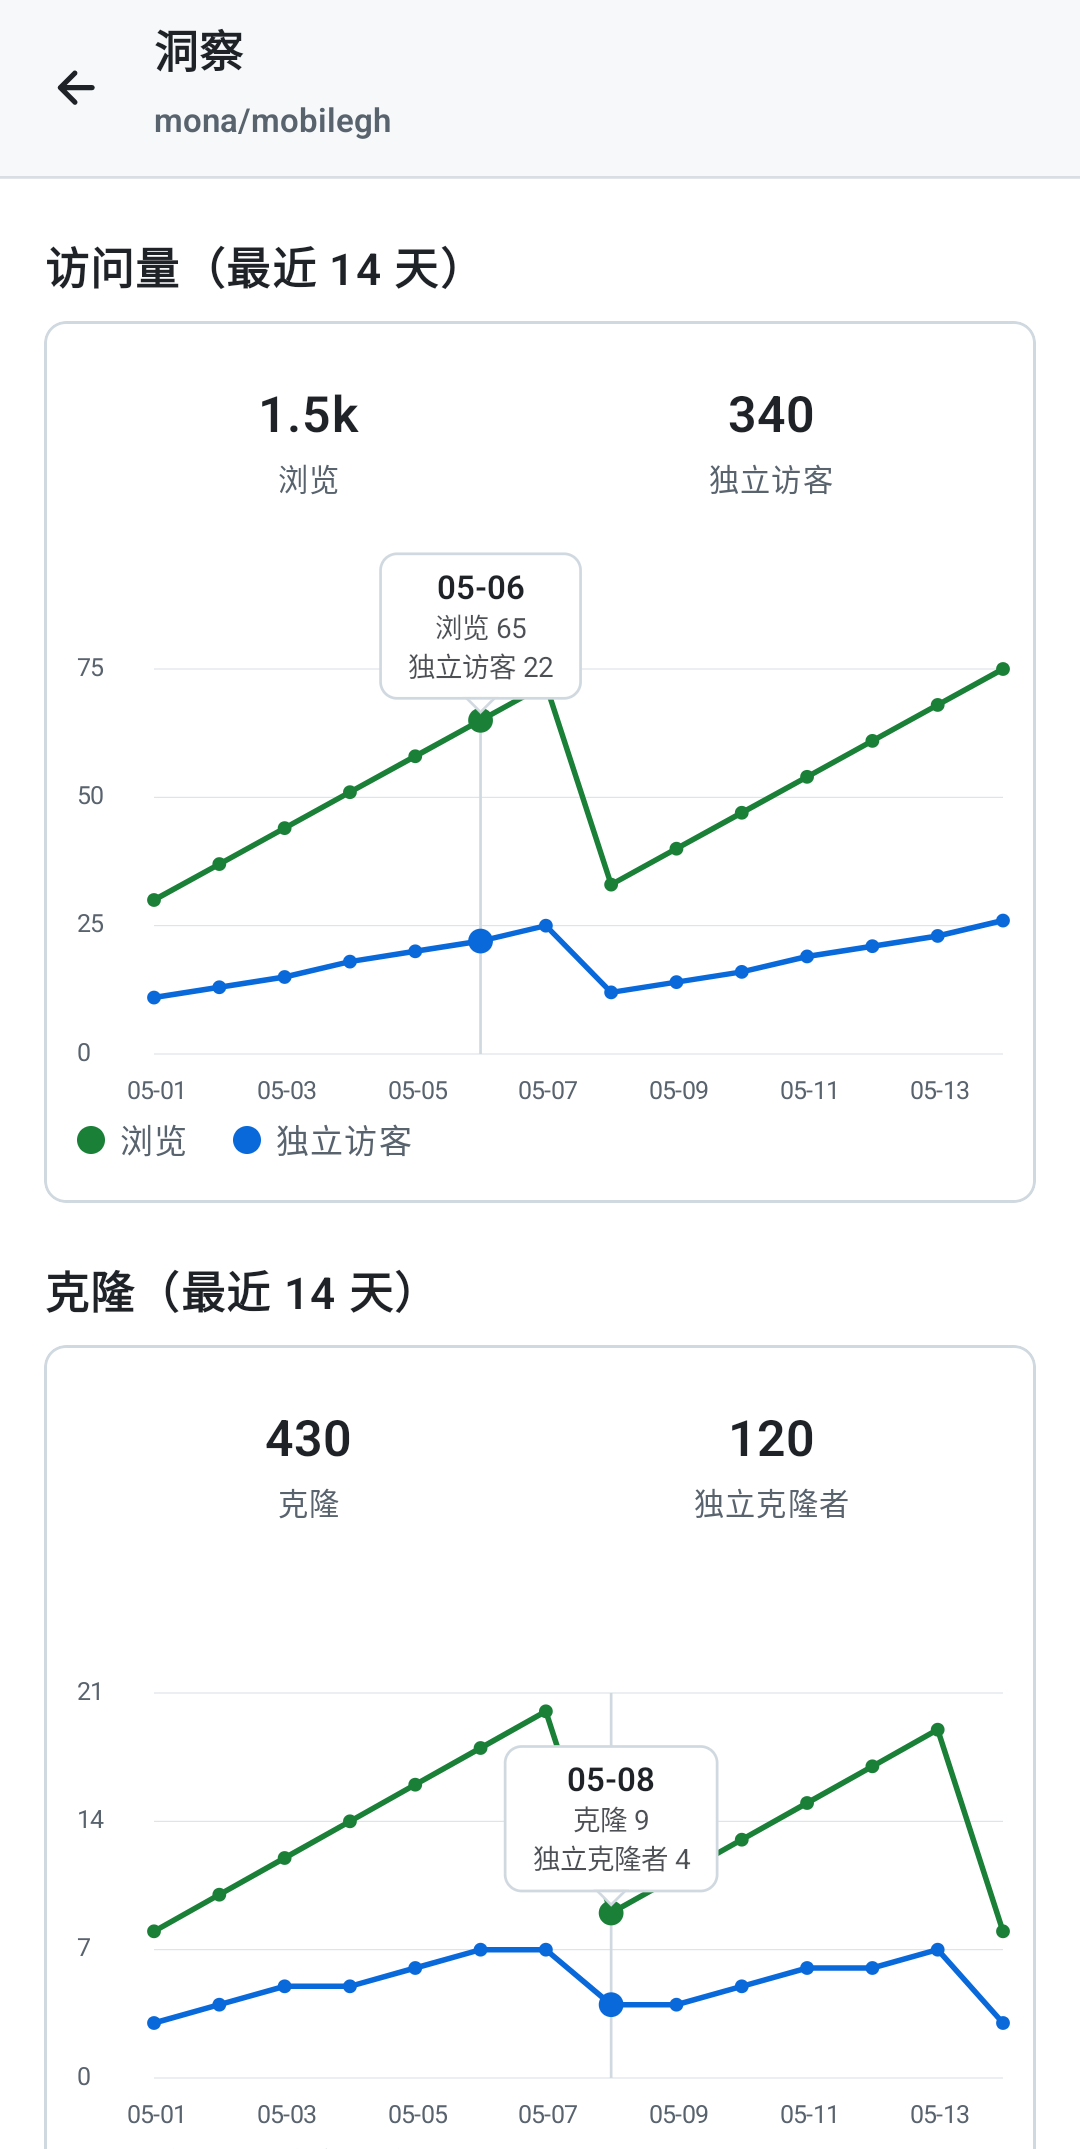 洞察
mona/mobilegh
访问量（最近 14 天）
1.5k
浏览
340
独立访客
05-06
浏览 65
独立访客 22
75
50
25
0
05-01 05-03 05-05 05-07 05-09 05-11 05-13
浏览 独立访客
克隆（最近 14 天）
430
克隆
120
独立克隆者
21
05-08
克隆 9
独立克隆者 4
14
7
0
05-01 05-03 05-05 05-07 05-09 05-11 05-13